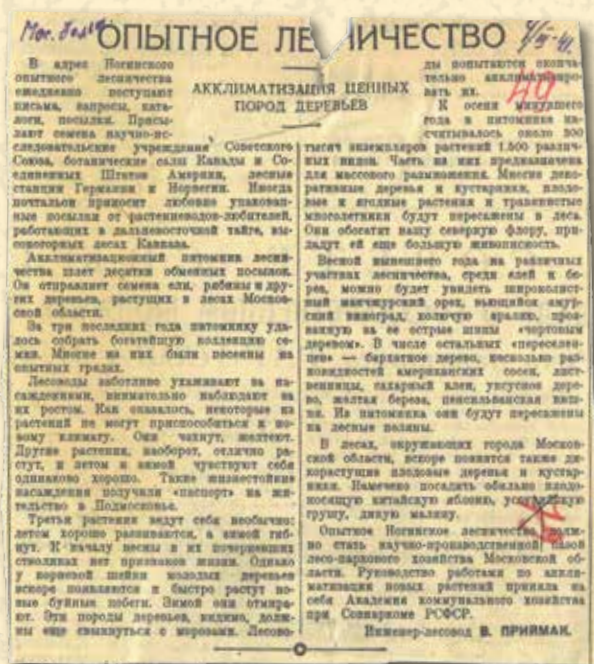 Мос. больш.
ОПЫТНОЕ ЛЕ НИЧЕСТВО
49
АККЛИМАТИЗАЦИЯ ЦЕННЫХ
ПОРОД ДЕРЕВЬЕВ
В адрес Ногинского
опытного лесничества
ежедневно поступают
письма, запросы, ката-
логи, посылки. Присы-
лают семена научно-ис-
следовательские учреждения Советского
Союза, ботанические сады Канады и Со-
единенных Штатов Америки, лесные
станции Германии и Норвегии. Иногда
почтальон приносит любовно упакован-
ные посылки от растениеводов-любителей,
работающих в дальневосточной тайге, вы-
сокогорных лесах Кавказа.
Акклиматизационный питомник лесни-
чества шлет десятки обменных посылок.
Он отправляет семена ели, рябины и дру-
гих деревьев, растущих в лесах Москов-
ской области.
За три последних года питомнику уда-
лось собрать богатейшую коллекцию се-
мян. Многие из них были посеяны на
опытных грядах.
Лесоводы заботливо ухаживают за на-
саждениями, внимательно наблюдают за
их ростом. Как оказалось, некоторые из
растений не могут приспособиться к но-
вому климату. Они чахнут, желтеют.
Другие растения, наоборот, отлично ра-
стут, и летом и зимой чувствуют себя
одинаково хорошо. Такие жизнестойкие
насаждения получили «паспорт» на жи-
тельство в Подмосковье.
Третьи растения ведут себя необычно:
летом хорошо развиваются, а зимой гиб-
нут. К началу весны в их почерневших
стволиках нет признаков жизни. Однако
у корневой шейки молодых деревьев
вскоре появляются и быстро растут но-
вые буйные побеги. Зимой они отмира-
ют. Эти породы деревьев, видимо, долж-
ны еще свыкнуться с морозами. Лесово-
ды попытаются оконча-
тельно акклиматизиро-
вать их.
К осени минувшего
года в питомнике на-
считывалось около 300
тысяч экземпляров растений 1.500 различ-
ных видов. Часть из них предназначена
для массового размножения. Многие деко-
ративные деревья и кустарники, плодо-
вые и ягодные растения и травянистые
многолетники будут пересажены в леса.
Они обогатят нашу северную флору, при-
дадут ей еще большую живописность.
Весной нынешнего года на различных
участках лесничества, среди елей и бе-
рез, можно будет увидеть широколист-
ный манчжурский орех, вьющийся амур-
ский виноград, колючую аралию, проз-
ванную за ее острые шипы «чортовым
деревом». В числе остальных «переселен-
цев» — бархатное дерево, несколько раз-
новидностей американских сосен, лист-
венницы, сахарный клен, уксусное дере-
во, желтая береза, пенсильванская виш-
ня. Из питомника они будут пересажены
на лесные поляны.
В лесах, окружающих города Москов-
ской области, вскоре появятся также ди-
корастущие плодовые деревья и кустар-
ники. Намечено посадить обильно плодо-
носящую китайскую яблоню, уссурийскую
грушу, дикую малину.
Опытное Ногинское лесничество должно
стать научно-производственной базой
лесо-паркового хозяйства Московской об-
ласти. Руководство работами по аккли-
матизации новых растений приняла на
себя Академия коммунального хозяйства
при Совнаркоме РСФСР.
Инженер-лесовод В. ПРИЙМАК.